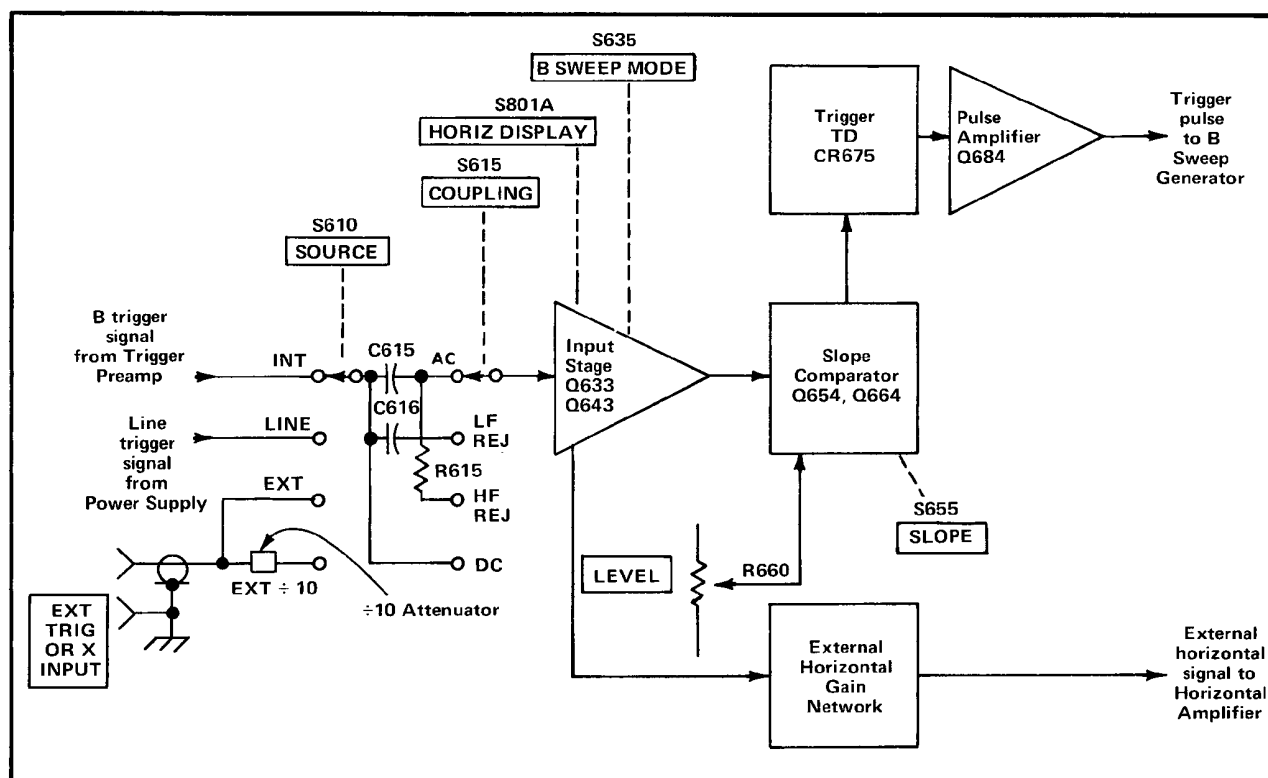 S635
B SWEEP MODE
S801A
HORIZ DISPLAY
S615
COUPLING
S610
SOURCE
Trigger
TD
CR675
Pulse
Amplifier
Q684
Trigger
pulse
to B
Sweep
Generator
B trigger
signal
from Trigger
Preamp
INT
C615
AC
Input
Stage
Q633
Q643
Slope
Comparator
Q654, Q664
C616
LINE
LF
REJ
Line
trigger
signal
from
Power Supply
R615
EXT
HF
REJ
S655
SLOPE
DC
LEVEL
R660
EXT ÷ 10
÷10 Attenuator
EXT
TRIG
OR X
INPUT
External
Horizontal
Gain
Network
External
horizontal
signal to
Horizontal
Amplifier